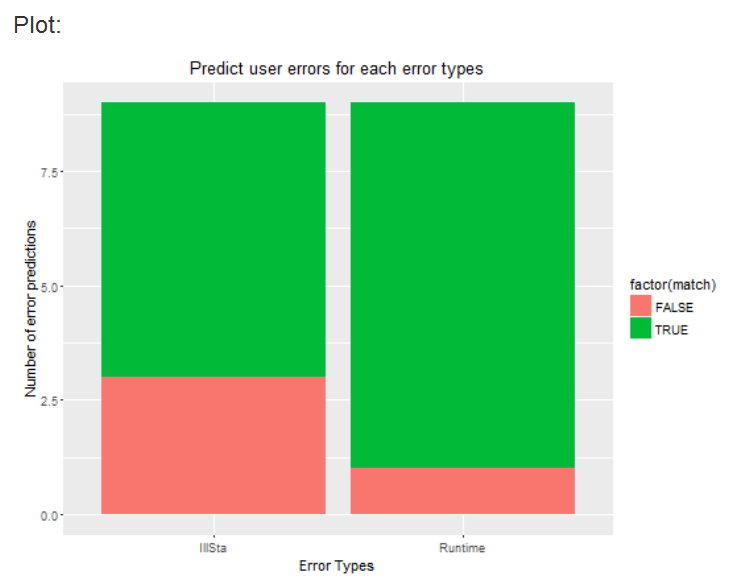 Plot:
Predict user errors for each error types
Number of error predictions
7.5
5.0
2.5
0.0
IllSta
Runtime
Error Types
factor(match)
FALSE
TRUE